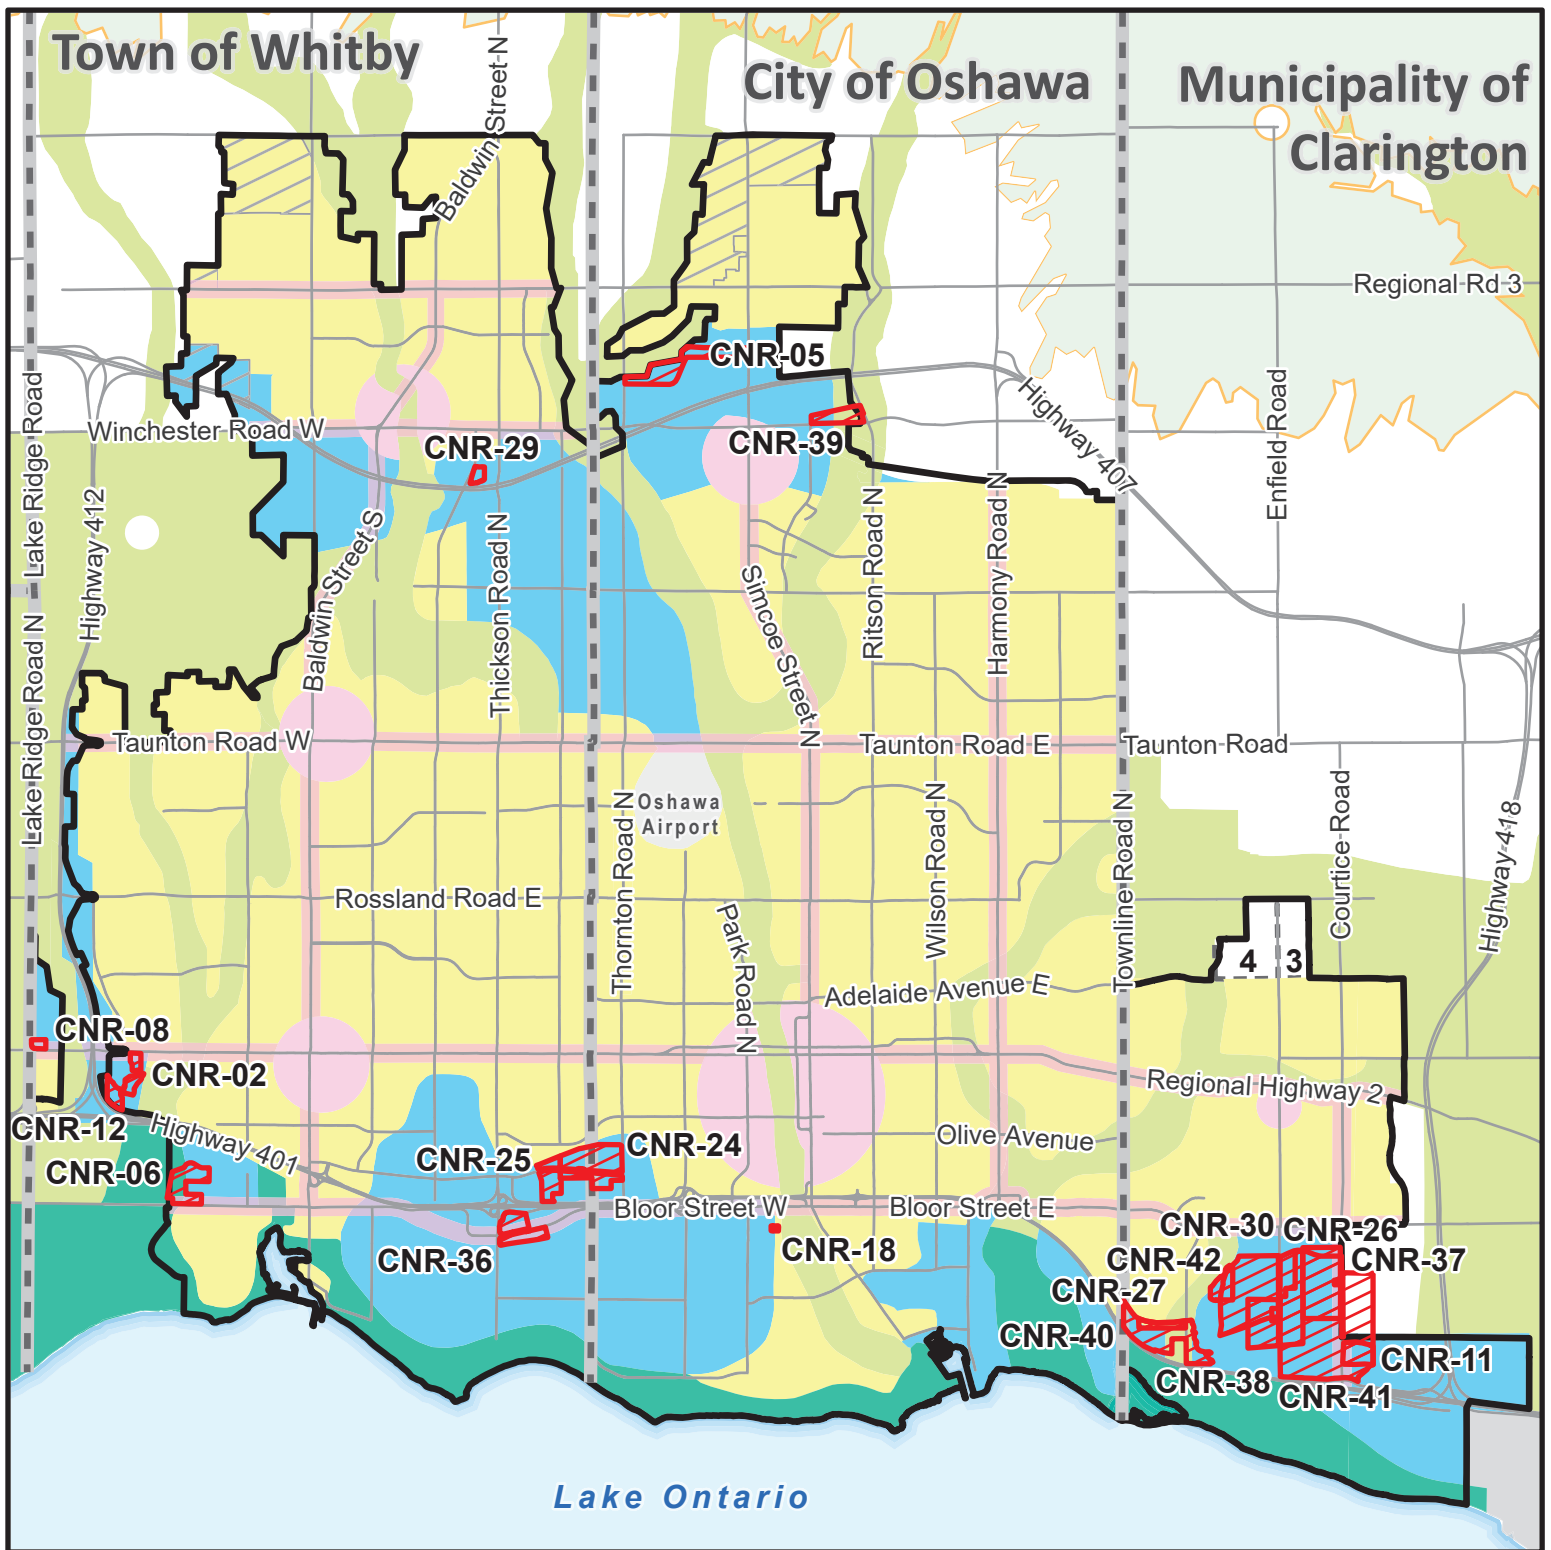 Town of Whitby
City of Oshawa
Municipality of
Clarington
Baldwin Street N
Regional Rd 3
CNR-05
Lake Ridge Road
Winchester Road W
CNR-29
CNR-39
Highway 407
Enfield Road
Highway 412
Baldwin Street S
Thickson Road N
Simcoe Street N
Ritson Road N
Harmony Road N
Lake Ridge Road N
Taunton Road W
Taunton Road E
Taunton Road
Oshawa
Airport
Thornton Road N
Wilson Road N
Townline Road N
Courtice Road
Highway 418
Rossland Road E
Park Road N
4
3
Adelaide Avenue E
CNR-08
CNR-02
Regional Highway 2
CNR-12
Highway 401
Olive Avenue
CNR-24
CNR-25
CNR-06
Bloor Street W
Bloor Street E
CNR-30
CNR-26
CNR-36
CNR-18
CNR-42
CNR-37
CNR-27
CNR-40
CNR-11
CNR-38
CNR-41
Lake Ontario